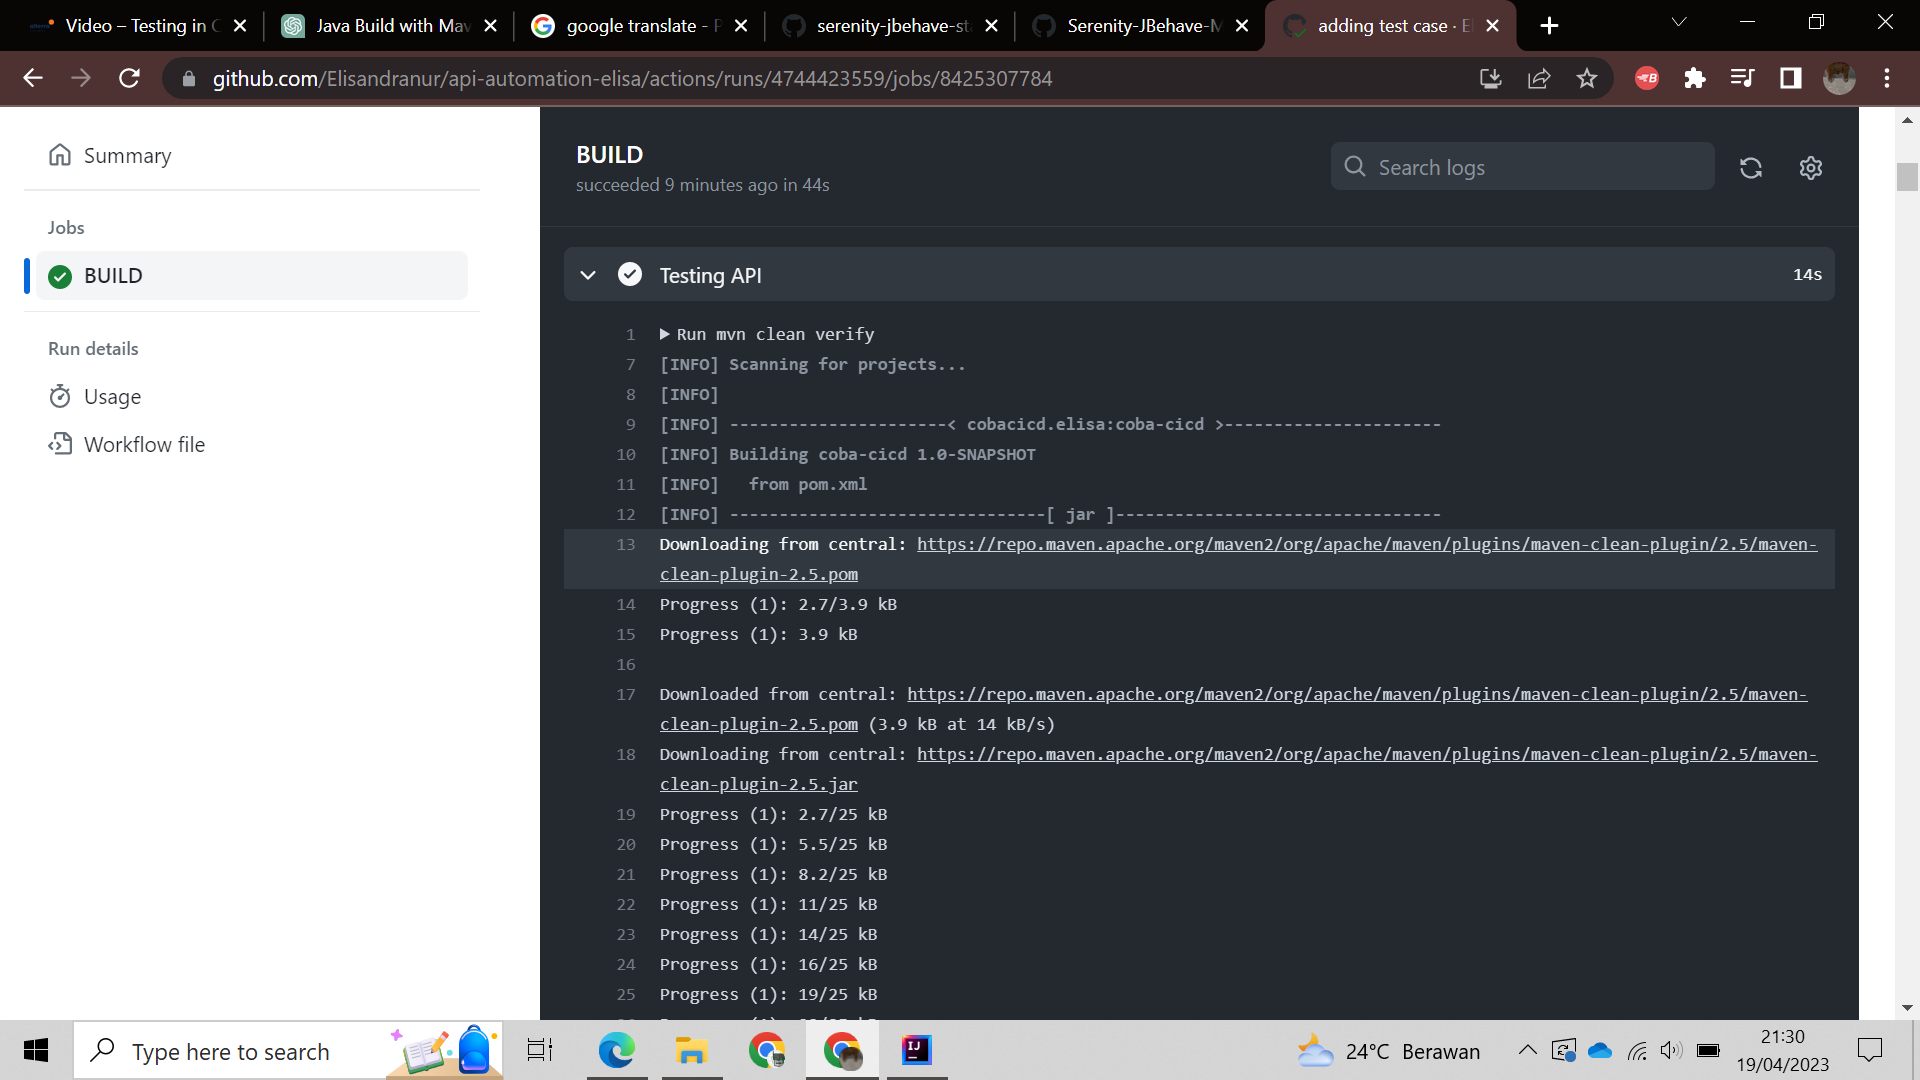 Video – Testing in C
Java Build with Mav
google translate - P
serenity-jbehave-sta
Serenity-JBehave-M
adding test case · El
github.com/Elisandranur/api-automation-elisa/actions/runs/4744423559/jobs/8425307784
Summary
Jobs
BUILD
Run details
Usage
Workflow file
BUILD
succeeded 9 minutes ago in 44s
Search logs
Testing API
14s
1 Run mvn clean verify
7 [INFO] Scanning for projects...
8 [INFO]
9 [INFO] ----------------------< cobacicd.elisa:coba-cicd >----------------------
10 [INFO] Building coba-cicd 1.0-SNAPSHOT
11 [INFO]   from pom.xml
12 [INFO] --------------------------------[ jar ]---------------------------------
13 Downloading from central: https://repo.maven.apache.org/maven2/org/apache/maven/plugins/maven-clean-plugin/2.5/maven-
clean-plugin-2.5.pom
14 Progress (1): 2.7/3.9 kB
15 Progress (1): 3.9 kB
16
17 Downloaded from central: https://repo.maven.apache.org/maven2/org/apache/maven/plugins/maven-clean-plugin/2.5/maven-
clean-plugin-2.5.pom (3.9 kB at 14 kB/s)
18 Downloading from central: https://repo.maven.apache.org/maven2/org/apache/maven/plugins/maven-clean-plugin/2.5/maven-
clean-plugin-2.5.jar
19 Progress (1): 2.7/25 kB
20 Progress (1): 5.5/25 kB
21 Progress (1): 8.2/25 kB
22 Progress (1): 11/25 kB
23 Progress (1): 14/25 kB
24 Progress (1): 16/25 kB
25 Progress (1): 19/25 kB
Type here to search
24°C Berawan
21:30
19/04/2023